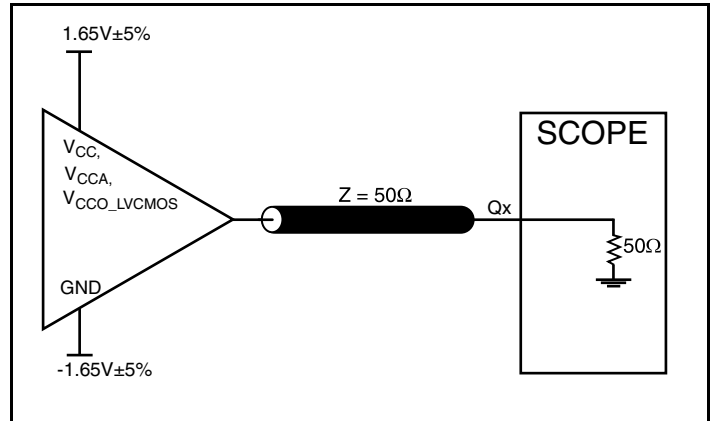 1.65V±5%
SCOPE
VCC,
VCCA,
VCCO_LVCMOS
Z = 50Ω
Qx
50Ω
GND
-1.65V±5%